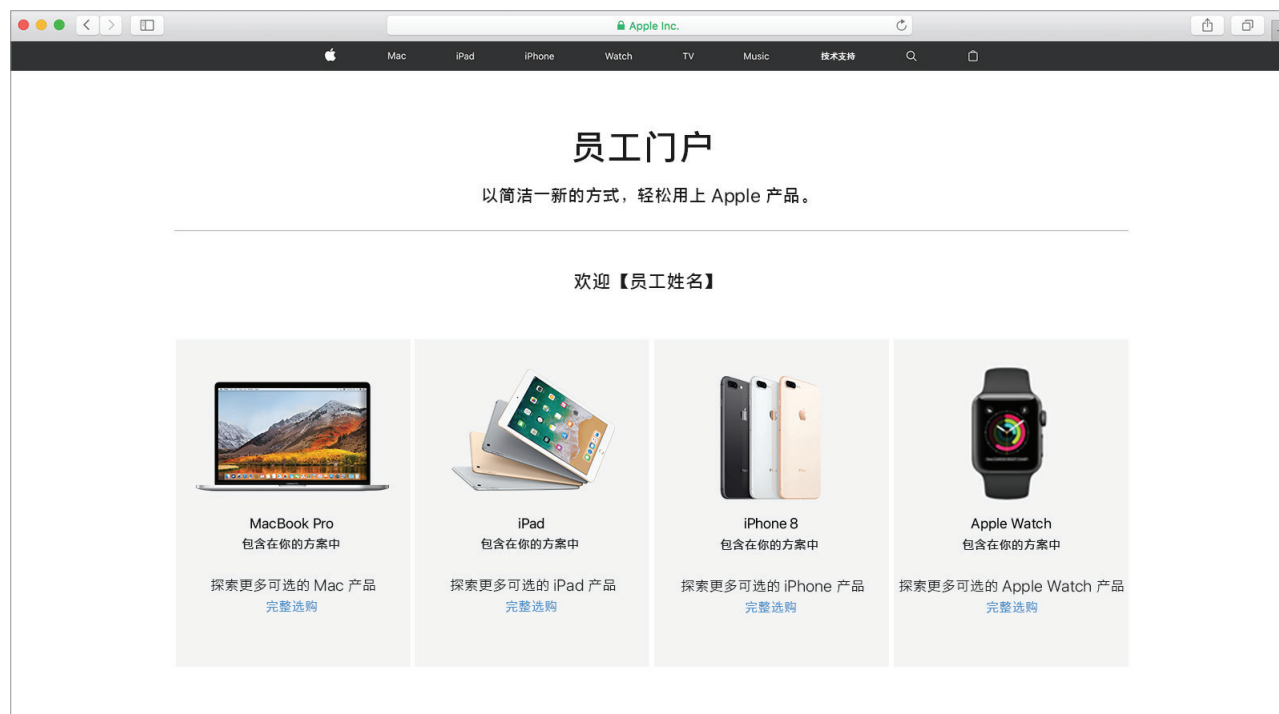 Apple Inc.
Mac iPad iPhone Watch TV Music 技术支持
员工门户
以简洁一新的方式，轻松用上 Apple 产品。
欢迎【员工姓名】
MacBook Pro
包含在你的方案中
探索更多可选的 Mac 产品
完整选购
iPad
包含在你的方案中
探索更多可选的 iPad 产品
完整选购
iPhone 8
包含在你的方案中
探索更多可选的 iPhone 产品
完整选购
Apple Watch
包含在你的方案中
探索更多可选的 Apple Watch 产品
完整选购